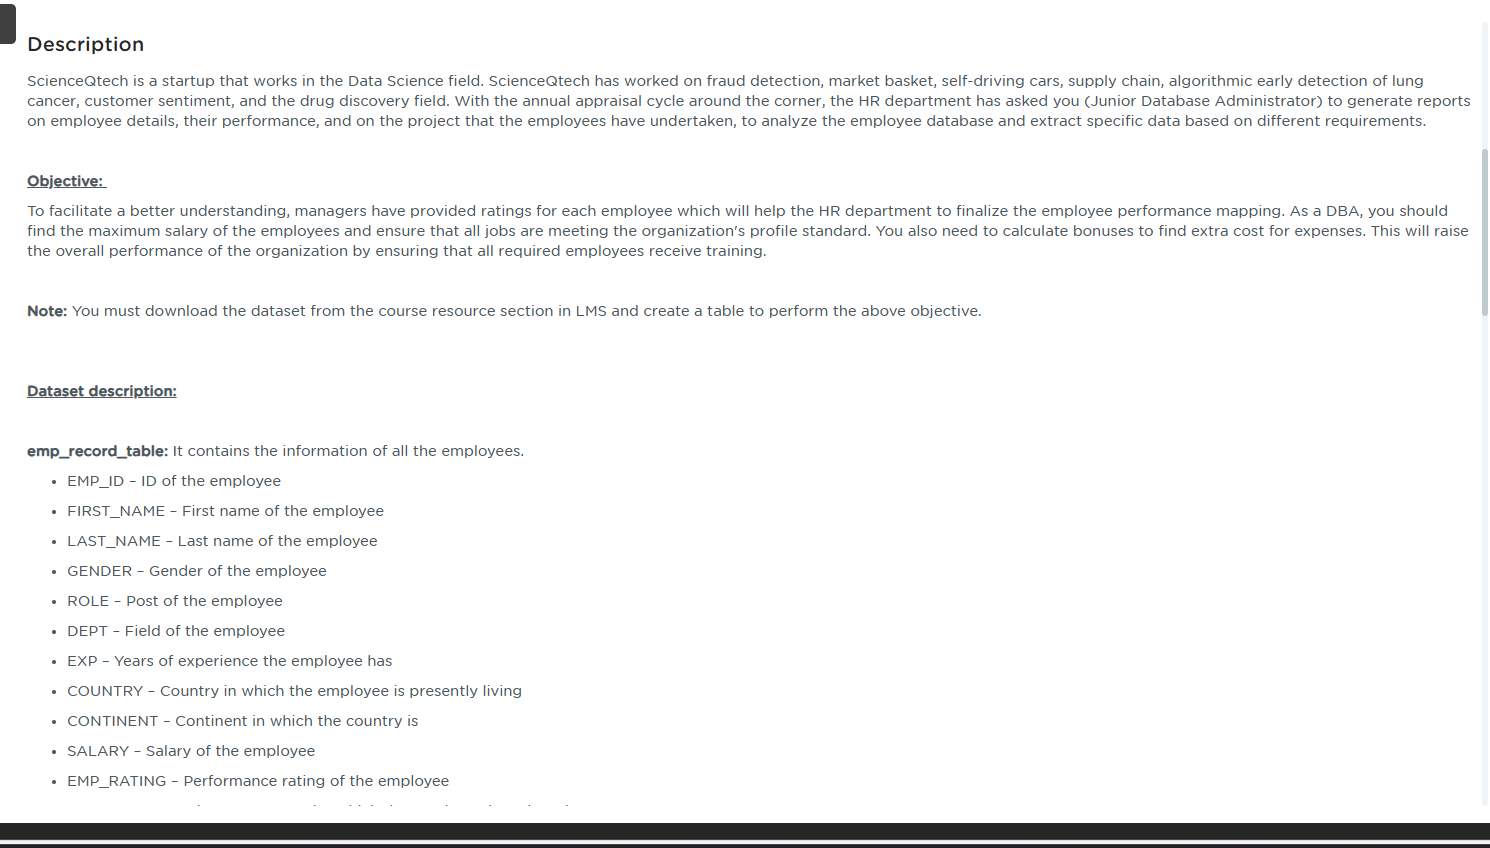 Description
ScienceQtech is a startup that works in the Data Science field. ScienceQtech has worked on fraud detection, market basket, self-driving cars, supply chain, algorithmic early detection of lung
cancer, customer sentiment, and the drug discovery field. With the annual appraisal cycle around the corner, the HR department has asked you (Junior Database Administrator) to generate reports
on employee details, their performance, and on the project that the employees have undertaken, to analyze the employee database and extract specific data based on different requirements.
Objective:
To facilitate a better understanding, managers have provided ratings for each employee which will help the HR department to finalize the employee performance mapping. As a DBA, you should
find the maximum salary of the employees and ensure that all jobs are meeting the organization's profile standard. You also need to calculate bonuses to find extra cost for expenses. This will raise
the overall performance of the organization by ensuring that all required employees receive training.
Note: You must download the dataset from the course resource section in LMS and create a table to perform the above objective.
Dataset description:
emp_record_table: It contains the information of all the employees.
• EMP_ID – ID of the employee
• FIRST_NAME – First name of the employee
• LAST_NAME – Last name of the employee
• GENDER – Gender of the employee
• ROLE – Post of the employee
• DEPT – Field of the employee
• EXP – Years of experience the employee has
• COUNTRY – Country in which the employee is presently living
• CONTINENT – Continent in which the country is
• SALARY – Salary of the employee
• EMP_RATING – Performance rating of the employee